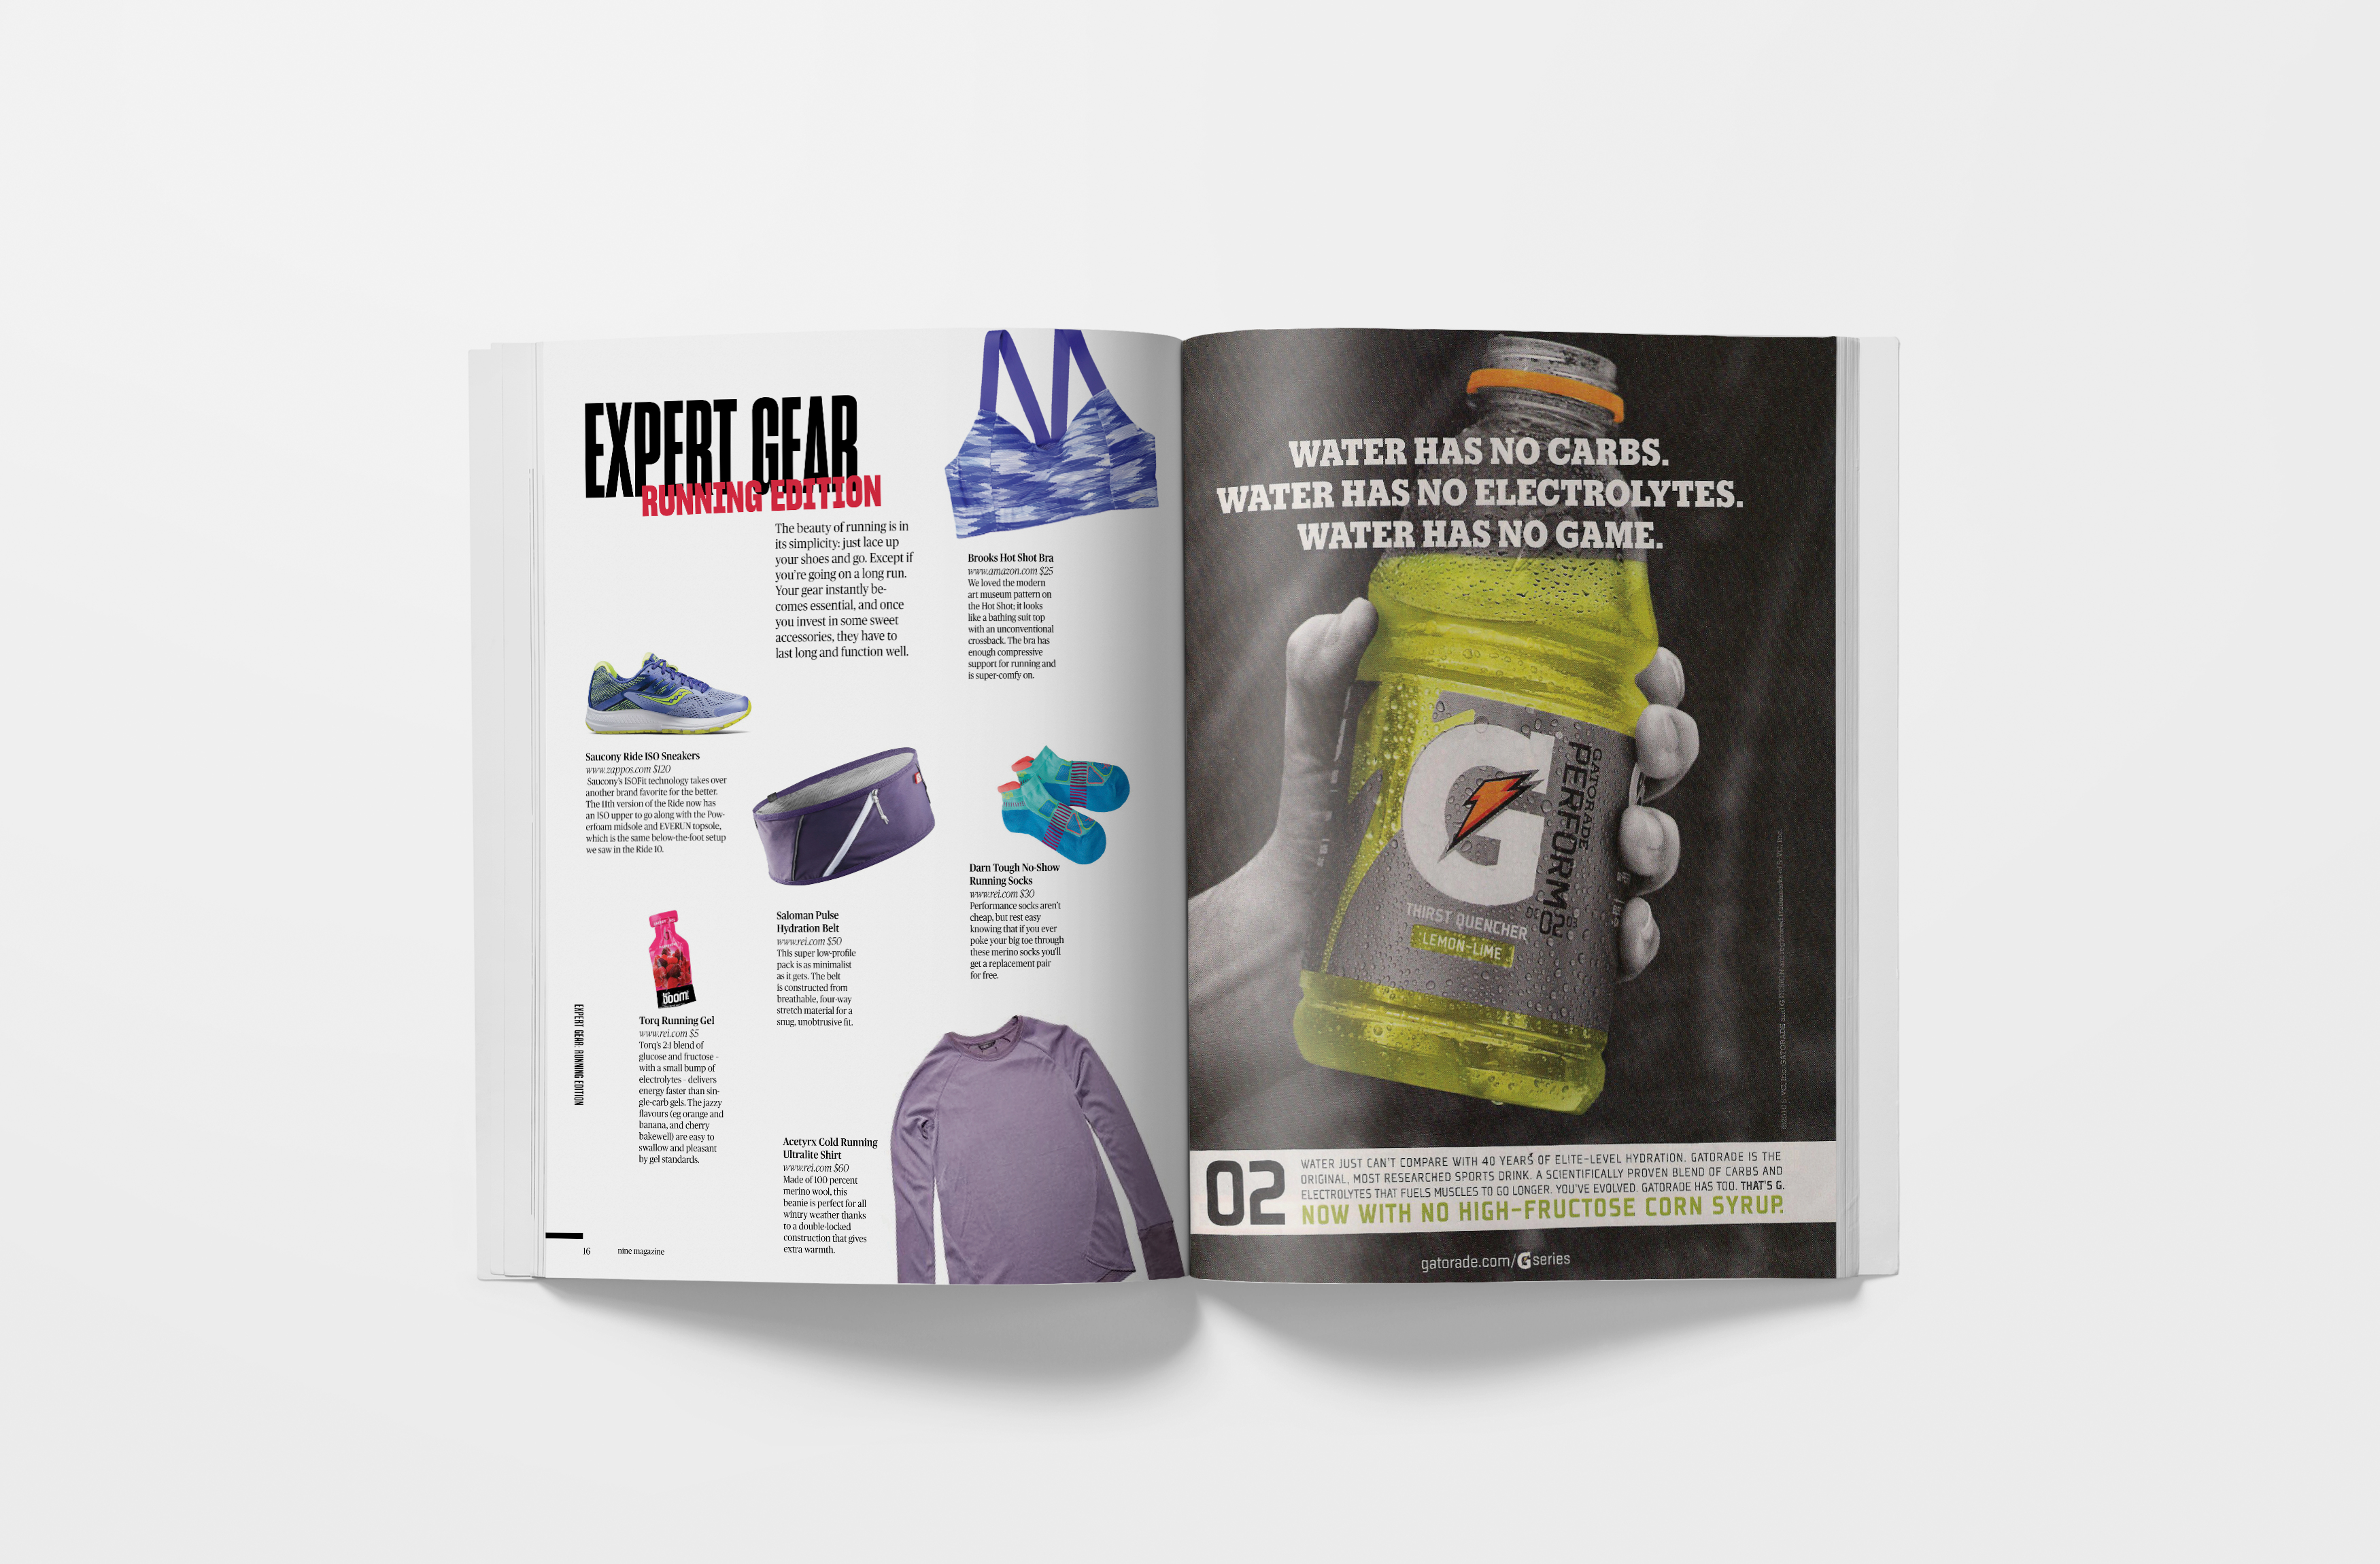 EXPERT GEAR
RUNNING EDITION
The beauty of running is in
its simplicity: just lace up
your shoes and go. Except if
you're going on a long run.
Your gear instantly be-
comes essential, and once
you invest in some sweet
accessories, they have to
last long and function well.
Brooks Hot Shot Bra
www.amazon.com $25
We loved the modern
art museum pattern on
the Hot Shot; it looks
like a bathing suit top
with an unconventional
crossback. The bra has
enough compressive
support for running and
is super-comfy on.
Saucony Ride ISO Sneakers
www.zappos.com $120
Saucony's ISOFit technology takes over
another brand favorite for the better.
The 11th version of the Ride now has
an ISO upper to go along with the Pow-
erfoam midsole and EVERUN topsole,
which is the same below-the-foot setup
we saw in the Ride 10.
Saloman Pulse
Hydration Belt
www.rei.com $50
This super low-profile
pack is as minimalist
as it gets. The belt
is constructed from
breathable, four-way
stretch material for a
snug, unobtrusive fit.
Darn Tough No-Show
Running Socks
www.rei.com $30
Performance socks aren't
cheap, but rest easy
knowing that if you ever
poke your big toe through
these merino socks you'll
get a replacement pair
for free.
boom!
Torq Running Gel
www.rei.com $5
Torq's 2:1 blend of
glucose and fructose –
with a small bump of
electrolytes – delivers
energy faster than sin-
gle-carb gels. The jazzy
flavours (eg orange and
banana, and cherry
bakewell) are easy to
swallow and pleasant
by gel standards.
Acetyrx Cold Running
Ultralite Shirt
www.rei.com $60
Made of 100 percent
merino wool, this
beanie is perfect for all
wintry weather thanks
to a double-locked
construction that gives
extra warmth.
EXPERT GEAR: RUNNING EDITION
16 nine magazine
WATER HAS NO CARBS.
WATER HAS NO ELECTROLYTES.
WATER HAS NO GAME.
G
GATORADE
PERFORM
02
THIRST QUENCHER
LEMON-LIME
02
WATER JUST CAN'T COMPARE WITH 40 YEARS OF ELITE-LEVEL HYDRATION. GATORADE IS THE
ORIGINAL, MOST RESEARCHED SPORTS DRINK. A SCIENTIFICALLY PROVEN BLEND OF CARBS AND
ELECTROLYTES THAT FUELS MUSCLES TO GO LONGER. YOU'VE EVOLVED. GATORADE HAS TOO. THAT'S G.
NOW WITH NO HIGH-FRUCTOSE CORN SYRUP.
gatorade.com/G series